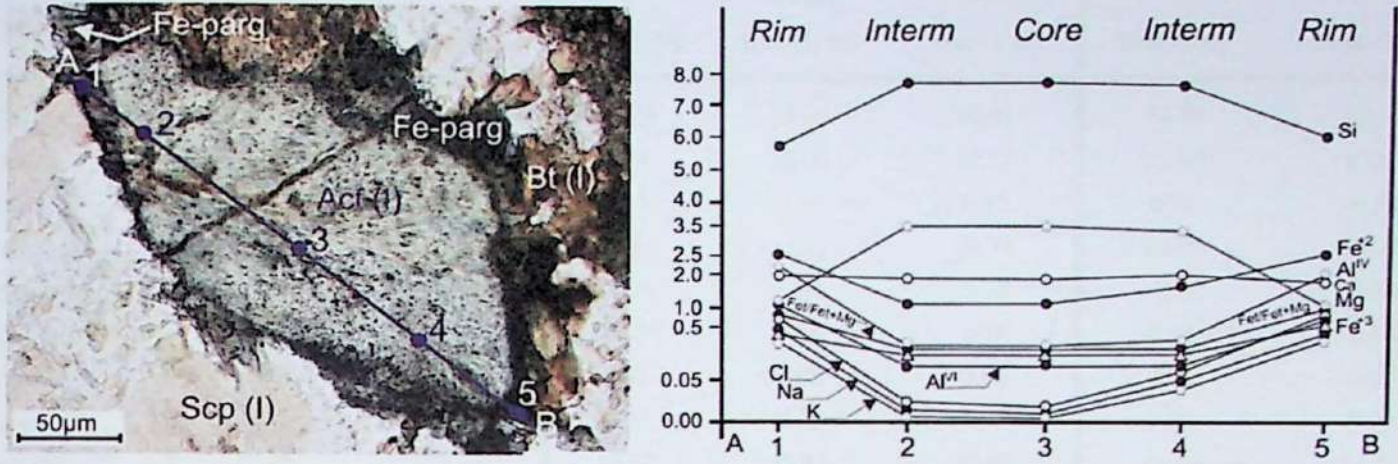 Fe-parg
A
1
2
Fe-parg
Bt (I)
Act (I)
3
4
5
B
Scp (I)
50µm
Rim Interm Core Interm Rim
8.0
7.0
6.0
5.0
4.0
3.5
2.5
2.0
1.0
0.5
0.05
0.00
Si
Fe+2
AlIV
Ca
Mg
Fe+3
Fet/Fet+Mg
Fet/Fet+Mg
Cl
Na
K
AlVI
A 1 2 3 4 5 B